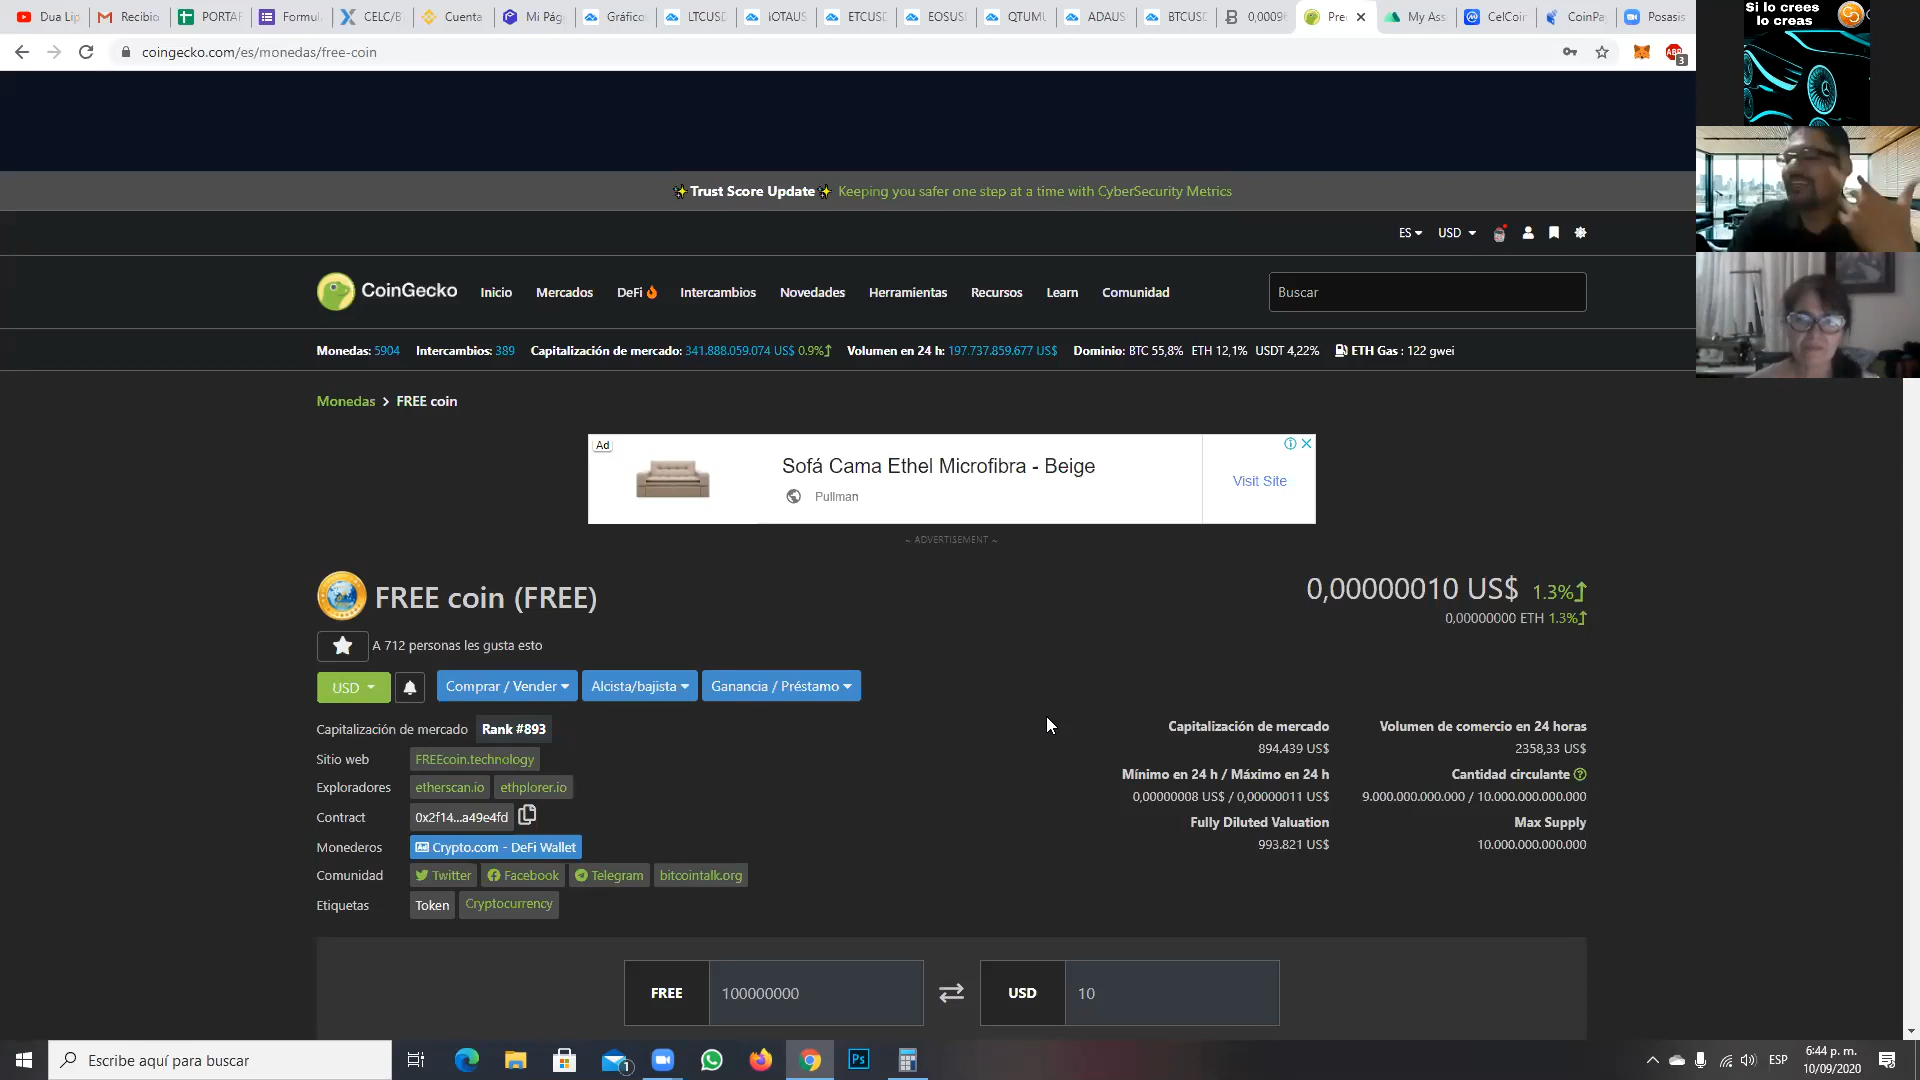 Dua Lip
Recibio
PORTAF
Formula
CELC/B
Cuenta
Mi Pág
Gráfico
LTCUSD
iOTAUS
ETCUSD
EOSUSD
QTUMU
ADAUS
BTCUSD
0,00096
Prec
My Ass
CelCoin
CoinPa
Posasis
coingecko.com/es/monedas/free-coin
ABP
3
Si lo crees
lo creas
✨Trust Score Update✨ Keeping you safer one step at a time with CyberSecurity Metrics
ES
USD
CoinGecko
Inicio
Mercados
DeFi
Intercambios
Novedades
Herramientas
Recursos
Learn
Comunidad
Buscar
Monedas: 5904
Intercambios: 389
Capitalización de mercado: 341.888.059.074 US$ 0.9%
Volumen en 24 h: 197.737.859.677 US$
Dominio: BTC 55,8% ETH 12,1% USDT 4,22%
ETH Gas : 122 gwei
Monedas > FREE coin
Ad
Sofá Cama Ethel Microfibra - Beige
Pullman
Visit Site
~ ADVERTISEMENT ~
FREE coin (FREE)
0,00000010 US$ 1.3%
0,00000000 ETH 1.3%
A 712 personas les gusta esto
USD
Comprar / Vender
Alcista/bajista
Ganancia / Préstamo
Capitalización de mercado Rank #893
Sitio web FREEcoin.technology
Exploradores etherscan.io ethplorer.io
Contract 0x2f14...a49e4fd
Monederos Ad Crypto.com - DeFi Wallet
Comunidad Twitter Facebook Telegram bitcointalk.org
Etiquetas Token Cryptocurrency
Capitalización de mercado
894.439 US$
Mínimo en 24 h / Máximo en 24 h
0,00000008 US$ / 0,00000011 US$
Fully Diluted Valuation
993.821 US$
Volumen de comercio en 24 horas
2358,33 US$
Cantidad circulante
9.000.000.000.000 / 10.000.000.000.000
Max Supply
10.000.000.000.000
FREE 100000000
USD 10
Escribe aquí para buscar
1
Ps
ESP
6:44 p. m.
10/09/2020